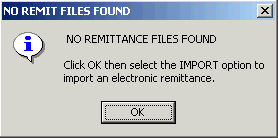 NO REMIT FILES FOUND
NO REMITTANCE FILES FOUND
Click OK then select the IMPORT option to
import an electronic remittance.
OK